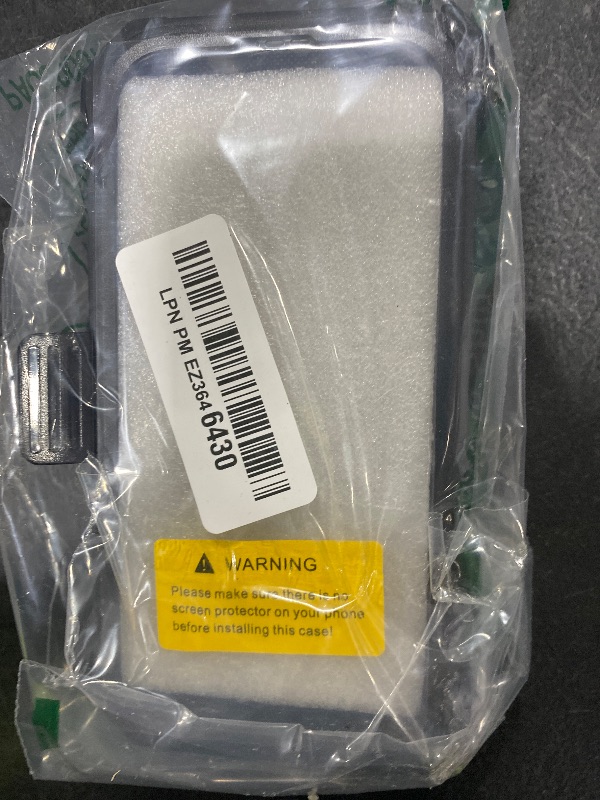 LPN PM EZ3646430
WARNING
Please make sure there is no
screen protector on your phone
before installing this case!